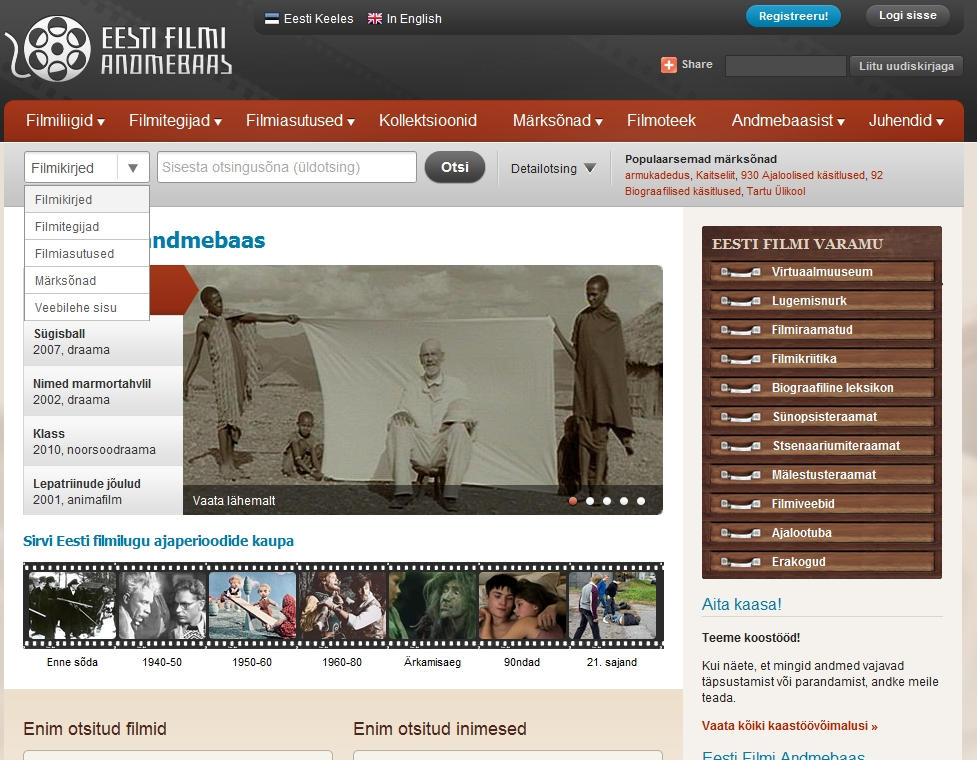 EESTI FILMI
ANDMEBAAS
Eesti Keeles
In English
Registreeru!
Logi sisse
Share
Liitu uudiskirjaga
Filmiliigid
Filmitegijad
Filmiasutused
Kollektsioonid
Märksõnad
Filmoteek
Andmebaasist
Juhendid
Filmikirjed
Sisesta otsingusõna (üldotsing)
Otsi
Detailotsing
Populaarsemad märksõnad
armukadedus, Kaitseliit, 930 Ajaloolised käsitlused, 92
Biograafilised käsitlused, Tartu Ülikool
Filmikirjed
Filmitegijad
Filmiasutused
Märksõnad
Veebilehe sisu
ndmebaas
Sügisball
2007, draama
Nimed marmortahvlil
2002, draama
Klass
2010, noorsoodraama
Lepatriinude jõulud
2001, animafilm
Vaata lähemalt
Sirvi Eesti filmilugu ajaperioodide kaupa
Enne sõda
1940-50
1950-60
1960-80
Ärkamisaeg
90ndad
21. sajand
Enim otsitud filmid
Enim otsitud inimesed
EESTI FILMI VARAMU
Virtuaalmuuseum
Lugemisnurk
Filmiraamatud
Filmikriitika
Biograafiline leksikon
Sünopsisteraamat
Stsenaariumiteraamat
Mälestusteraamat
Filmiveebid
Ajalootuba
Erakogud
Aita kaasa!
Teeme koostööd!
Kui näete, et mingid andmed vajavad
täpsustamist või parandamist, andke meile
teada.
Vaata kõiki kaastöövõimalusi »
Eesti Filmi Andmebaas